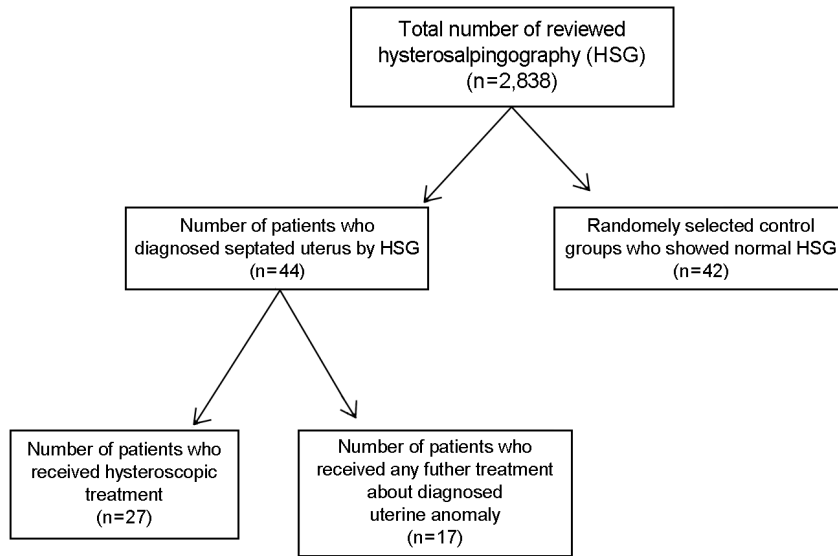 Total number of reviewed
hysterosalpingography (HSG)
(n=2,838)
Number of patients who
diagnosed septated uterus by HSG
(n=44)
Randomely selected control
groups who showed normal HSG
(n=42)
Number of patients who
received hysteroscopic
treatment
(n=27)
Number of patients who
received any futher treatment
about diagnosed
uterine anomaly
(n=17)